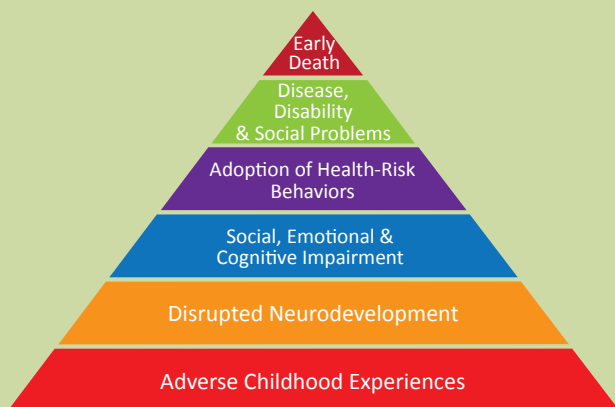 Early
Death
Disease,
Disability
& Social Problems
Adoption of Health-Risk
Behaviors
Social, Emotional &
Cognitive Impairment
Disrupted Neurodevelopment
Adverse Childhood Experiences